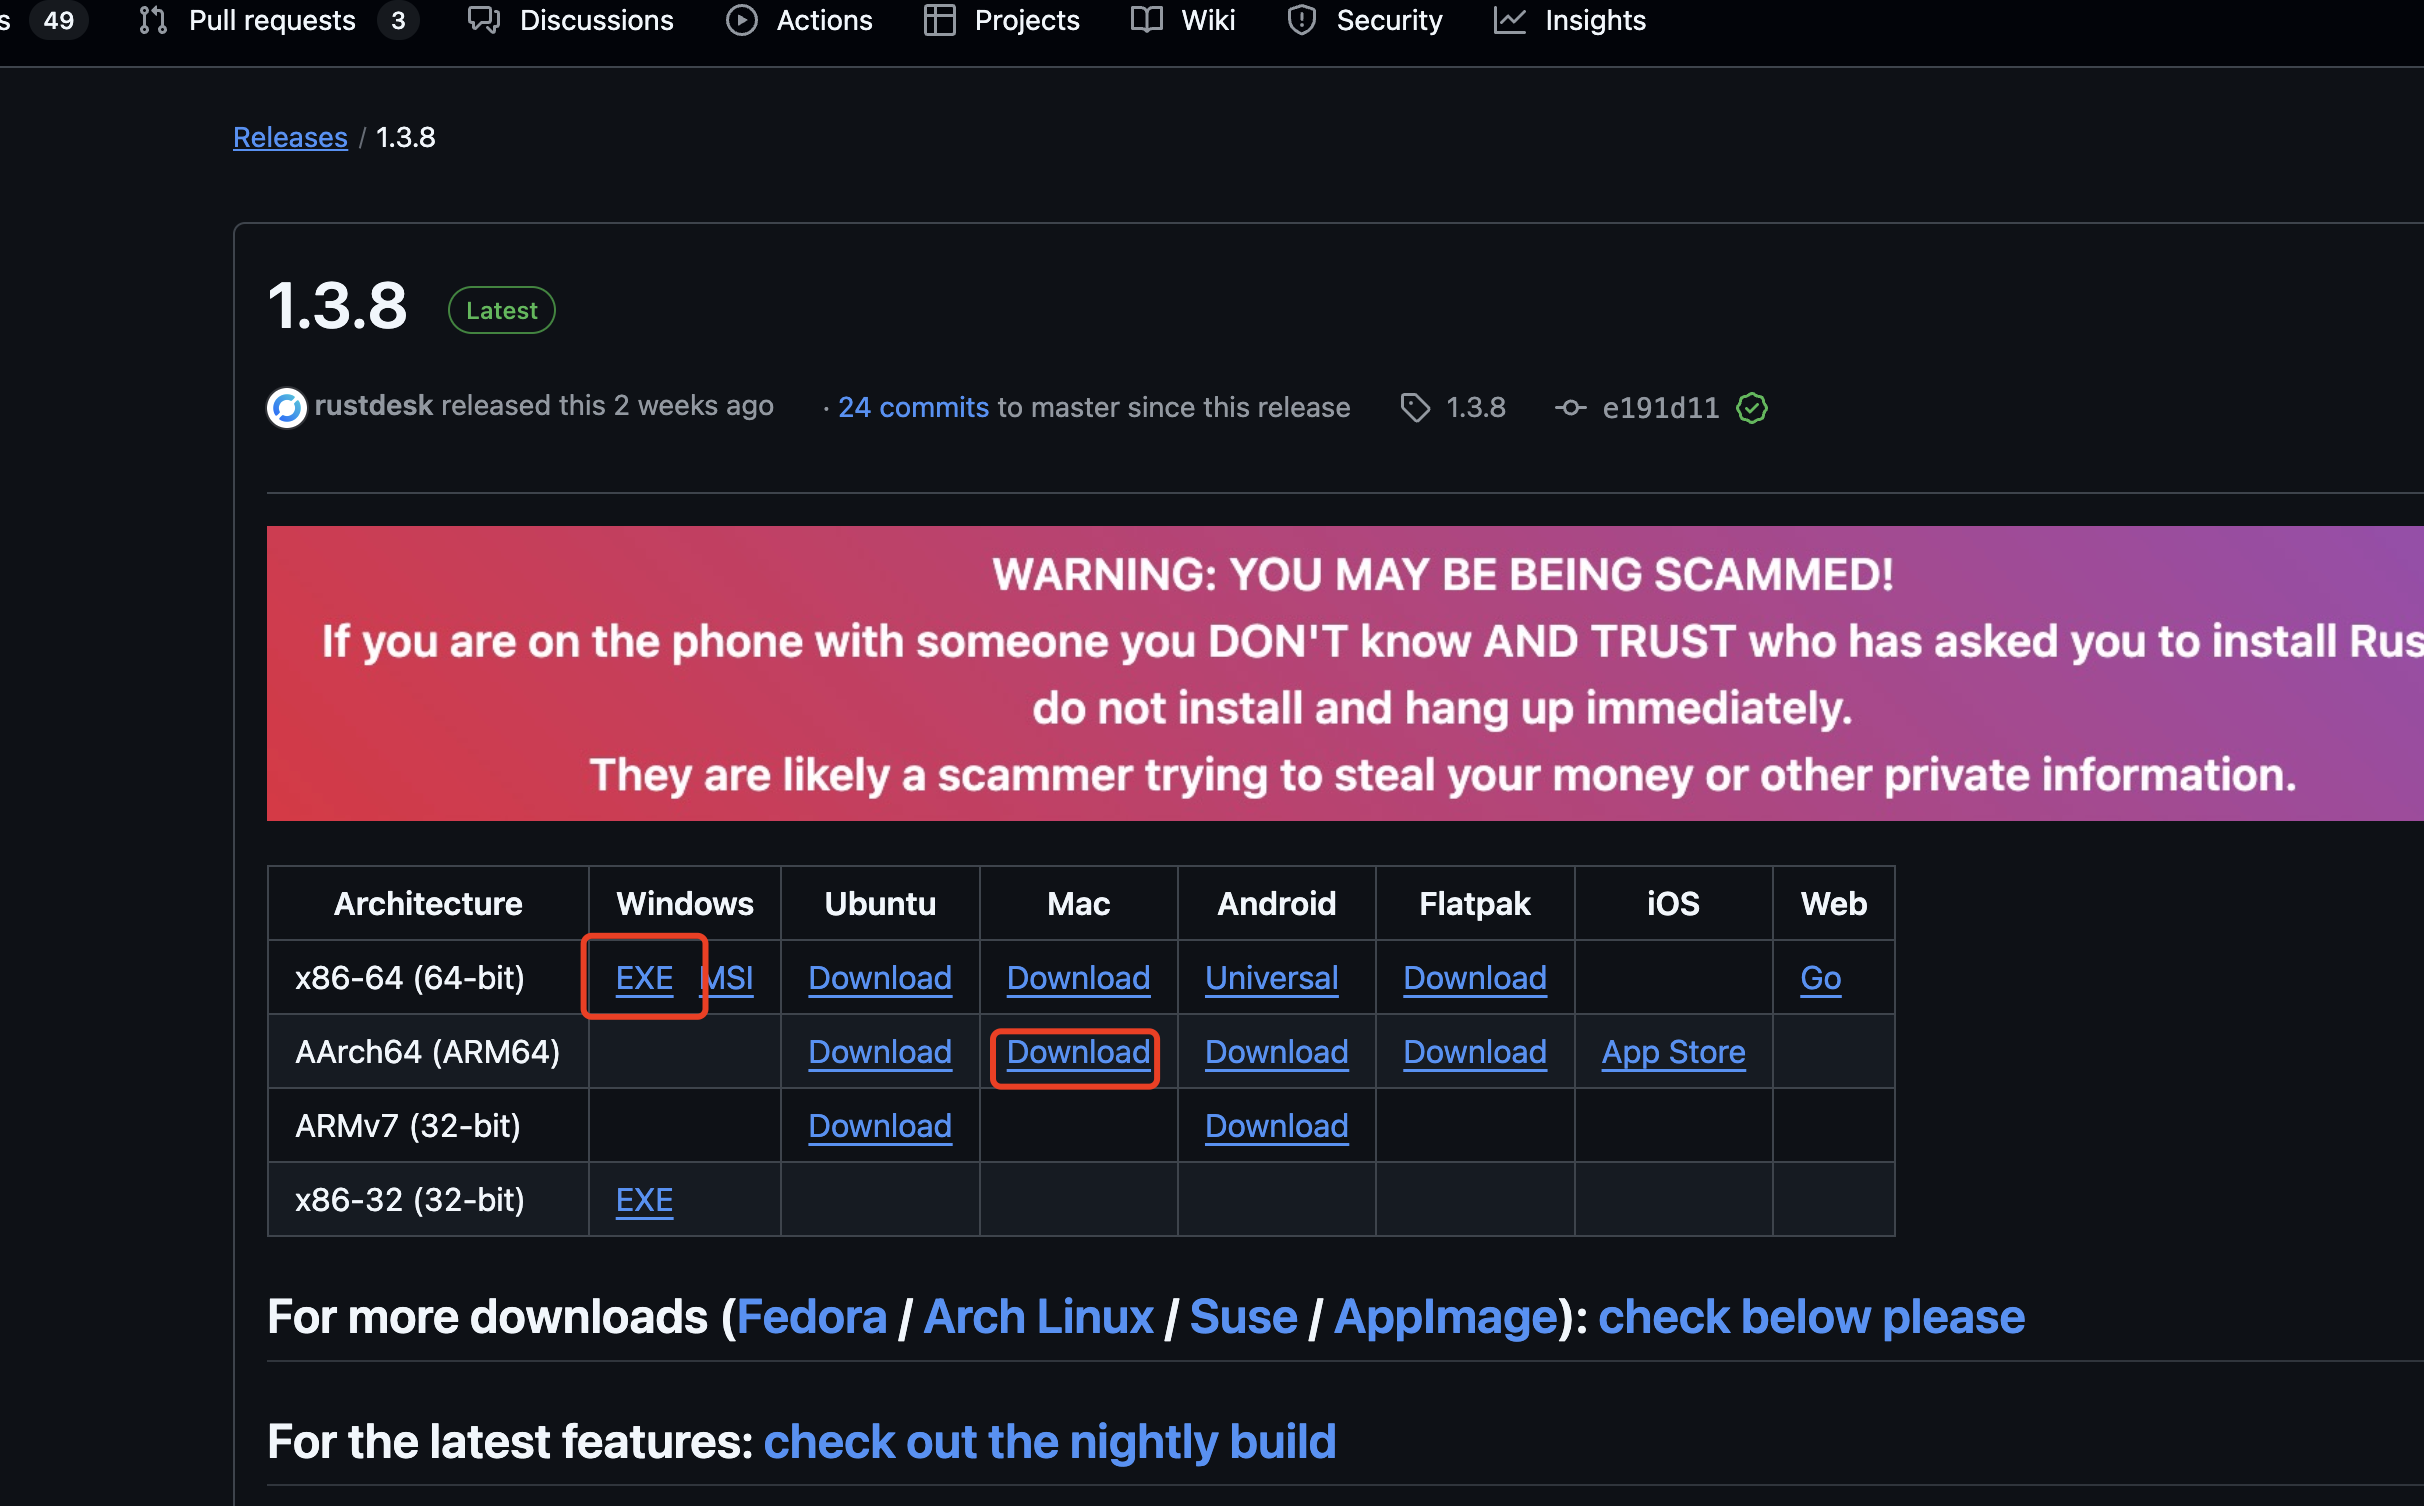 s 49 Pull requests 3 Discussions Actions Projects Wiki Security Insights
Releases / 1.3.8
1.3.8 Latest
rustdesk released this 2 weeks ago · 24 commits to master since this release 1.3.8 e191d11
WARNING: YOU MAY BE BEING SCAMMED!
If you are on the phone with someone you DON'T know AND TRUST who has asked you to install Rus
do not install and hang up immediately.
They are likely a scammer trying to steal your money or other private information.
Architecture Windows Ubuntu Mac Android Flatpak iOS Web
x86-64 (64-bit) EXE MSI Download Download Universal Download Go
AArch64 (ARM64) Download Download Download Download App Store
ARMv7 (32-bit) Download Download
x86-32 (32-bit) EXE
For more downloads (Fedora / Arch Linux / Suse / AppImage): check below please
For the latest features: check out the nightly build